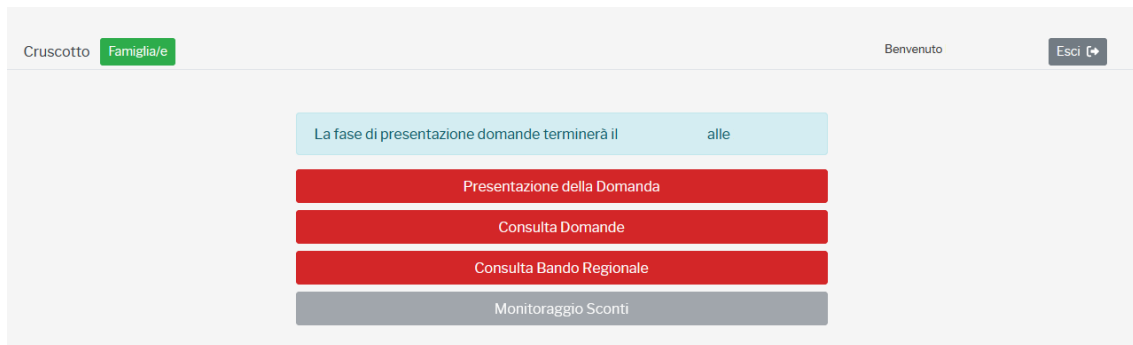 Cruscotto Famiglia/e Benvenuto Esci
La fase di presentazione domande terminerà il alle
Presentazione della Domanda
Consulta Domande
Consulta Bando Regionale
Monitoraggio Sconti